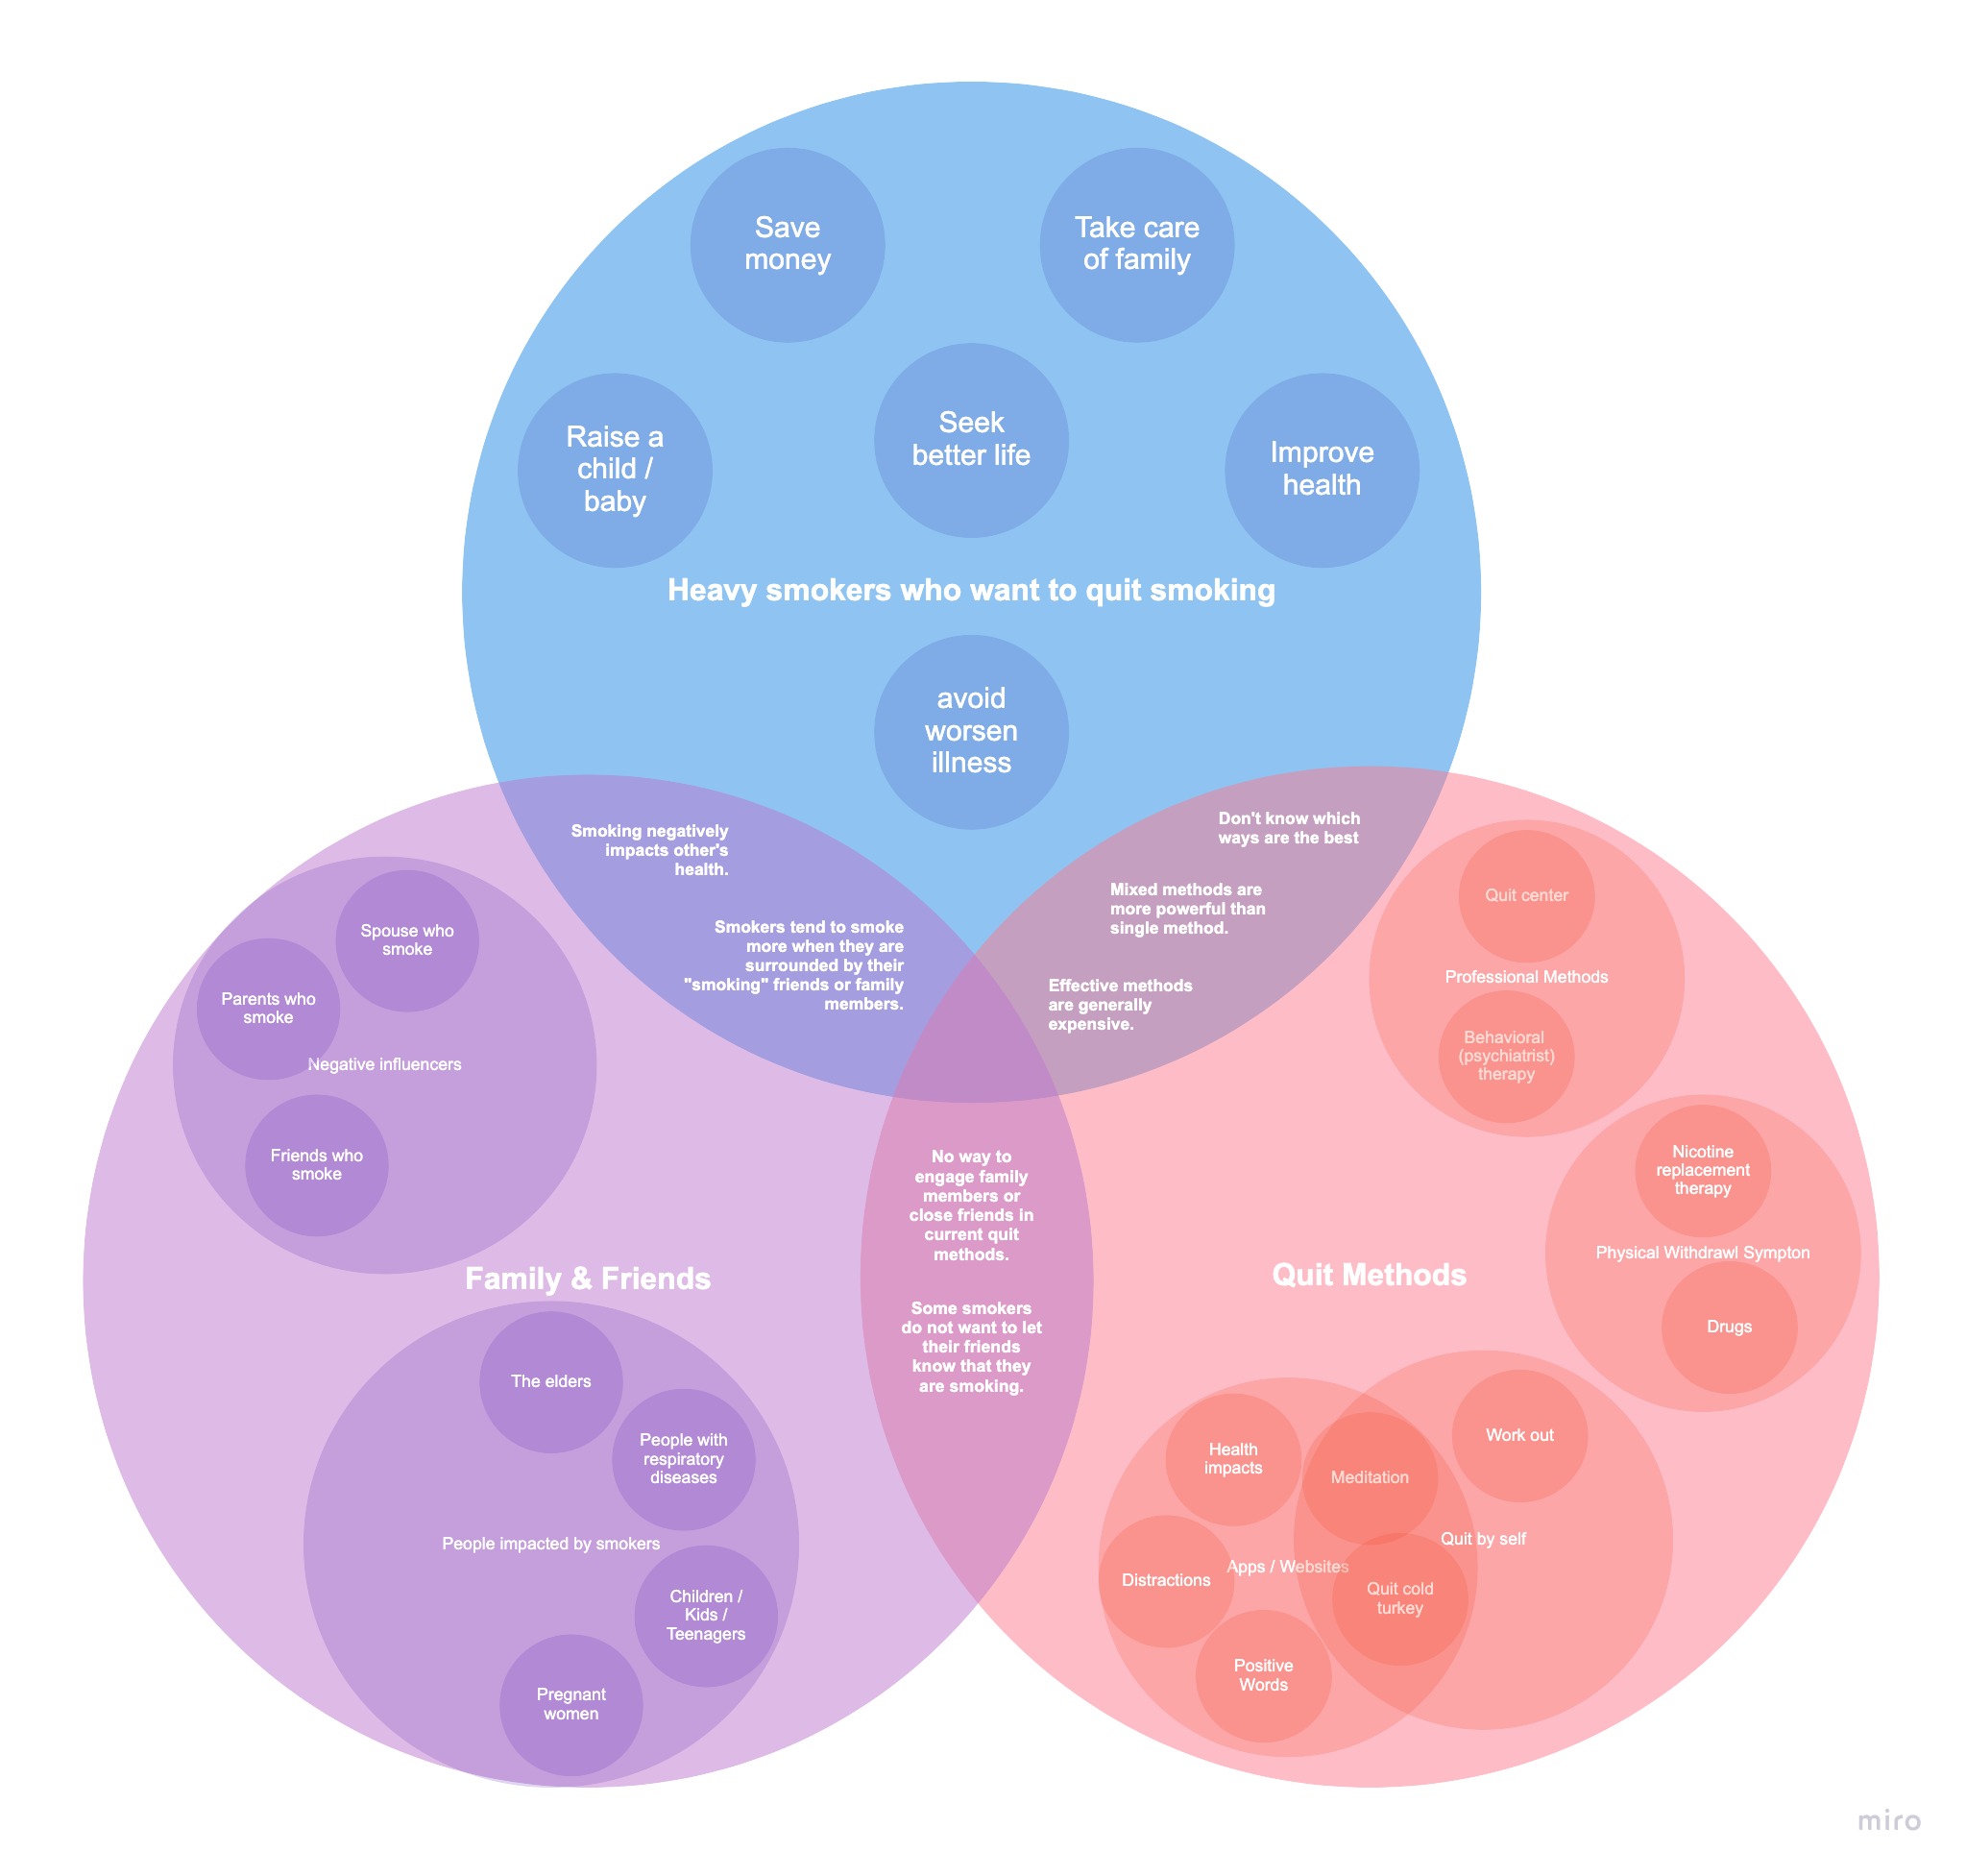 Save
money
Take care
of family
Raise a
child /
baby
Seek
better life
Improve
health
Heavy smokers who want to quit smoking
avoid
worsen
illness
Smoking negatively
impacts other's
health.
Smokers tend to smoke
more when they are
surrounded by their
"smoking" friends or family
members.
Don't know which
ways are the best
Mixed methods are
more powerful than
single method.
Effective methods
are generally
expensive.
Spouse who
smoke
Parents who
smoke
Negative influencers
Friends who
smoke
Family & Friends
The elders
People with
respiratory
diseases
People impacted by smokers
Children /
Kids /
Teenagers
Pregnant
women
No way to
engage family
members or
close friends in
current quit
methods.
Some smokers
do not want to let
their friends
know that they
are smoking.
Quit center
Professional Methods
Behavioral
(psychiatrist)
therapy
Nicotine
replacement
therapy
Physical Withdrawl Sympton
Drugs
Quit Methods
Work out
Health
impacts
Meditation
Quit by self
Distractions
Apps / Websites
Quit cold
turkey
Positive
Words
miro